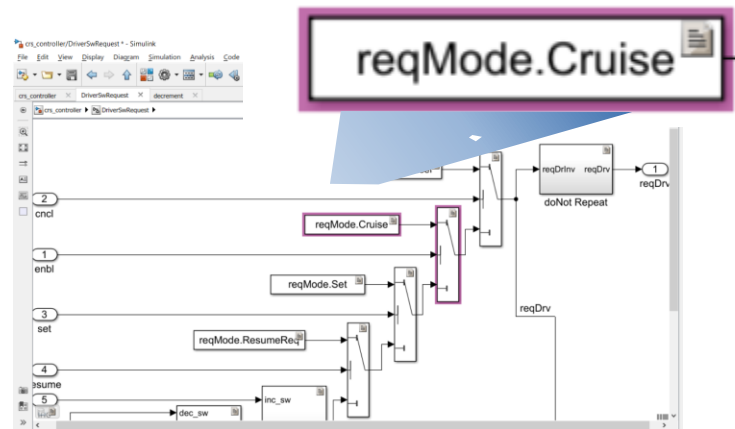 reqMode.Cruise
crs_controller/DriverSwRequest * - Simulink
File Edit View Display Diagram Simulation Analysis Code
crs_controller × DriverSwRequest × decrement ×
crs_controller ▶ DriverSwRequest ▶
reqDrInv reqDrv
1
reqDrv
doNot Repeat
2
cncl
reqMode.Cruise
1
enbl
reqMode.Set
3
set
reqDrv
reqMode.ResumeReq
4
esume
5
inc_sw
dec_sw